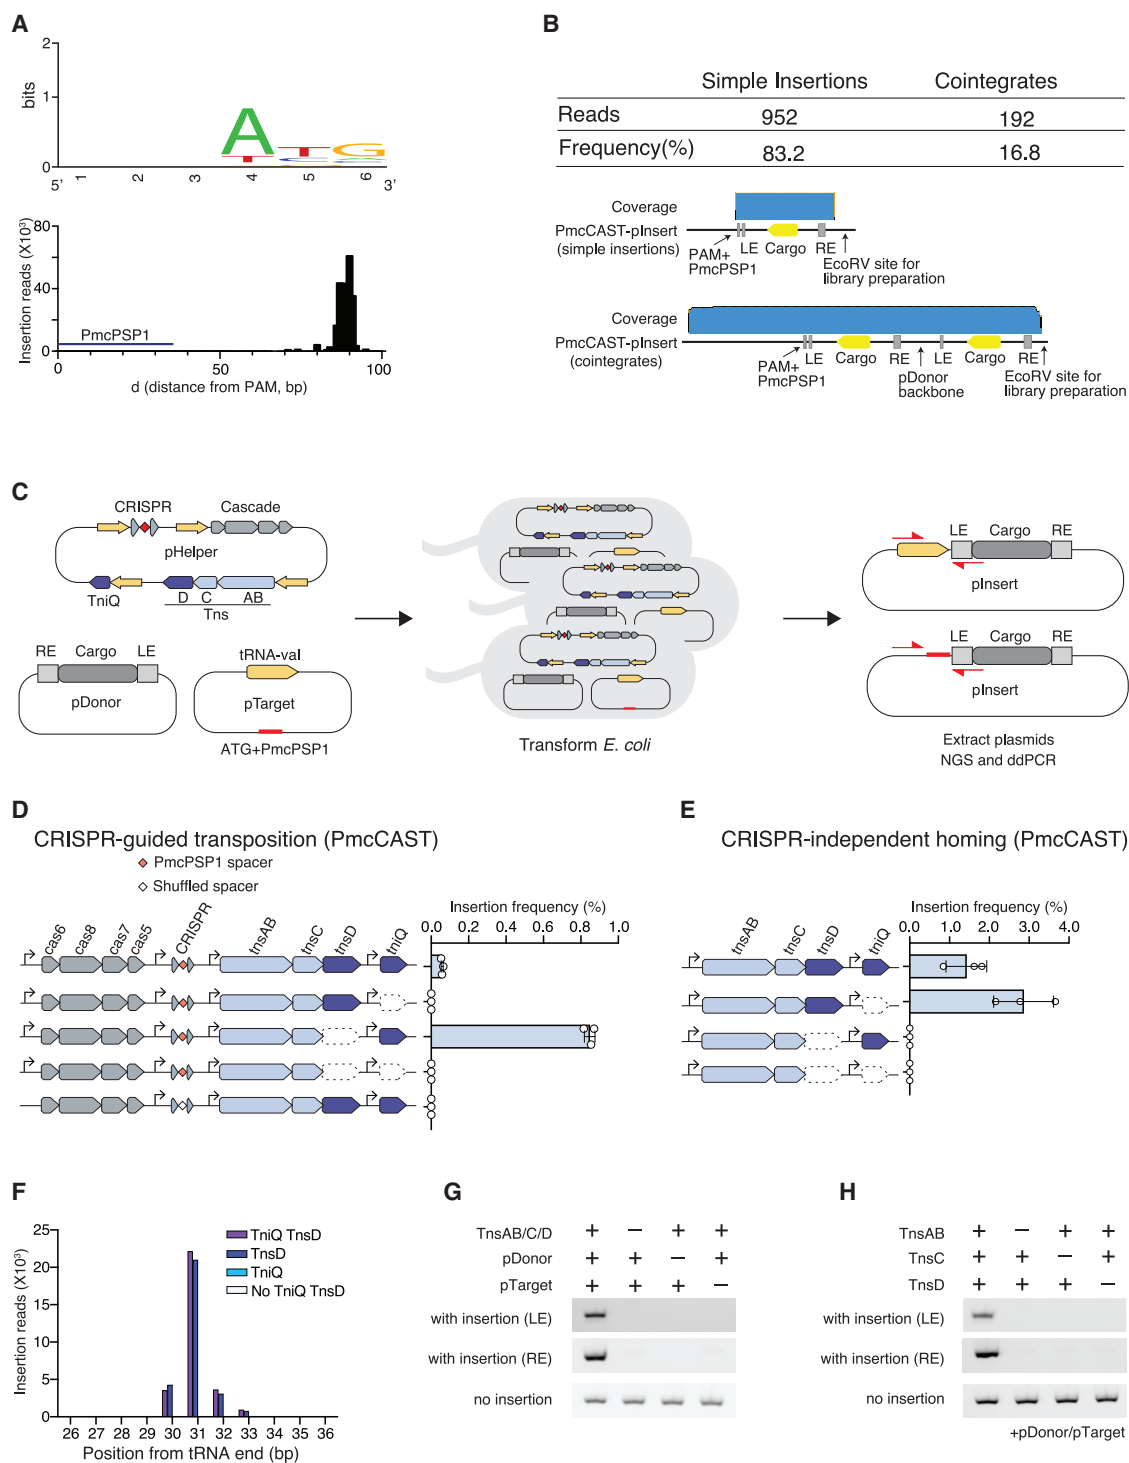 A
bits
2
1
0
5' 1 2 3 4 5 6 3'
A T G
Insertion reads (X10³)
80
40
0
PmcPSP1
0 100
d (distance from PAM, bp)
B
Simple Insertions Cointegrates
Reads 952 192
Frequency(%) 83.2 16.8
Coverage
PmcCAST-pInsert
(simple insertions)
PAM+
PmcPSP1
LE Cargo RE
EcoRV site for
library preparation
Coverage
PmcCAST-pInsert
(cointegrates)
PAM+
PmcPSP1
LE Cargo RE LE Cargo RE
pDonor
backbone
EcoRV site for
library preparation
C
CRISPR Cascade
pHelper
TniQ D C AB
Tns
RE Cargo LE
pDonor
tRNA-val
pTarget
ATG+PmcPSP1
Transform E. coli
LE Cargo RE
pInsert
LE Cargo RE
pInsert
Extract plasmids
NGS and ddPCR
D
CRISPR-guided transposition (PmcCAST)
PmcPSP1 spacer
Shuffled spacer
cas6 cas8 cas7 cas5 CRISPR tnsAB tnsC tnsD tniQ
Insertion frequency (%)
0.0 0.2 0.4 0.6 0.8 1.0
E
CRISPR-independent homing (PmcCAST)
tnsAB tnsC tnsD tniQ
Insertion frequency (%)
0.0 1.0 2.0 3.0 4.0
F
Insertion reads (X10³)
25
20
15
10
5
0
TniQ TnsD
TnsD
TniQ
No TniQ TnsD
26 27 28 29 30 31 32 33 34 35 36
Position from tRNA end (bp)
G
TnsAB/C/D + − + +
pDonor + + − +
pTarget + + + −
with insertion (LE)
with insertion (RE)
no insertion
H
TnsAB + − + +
TnsC + + − +
TnsD + + + −
with insertion (LE)
with insertion (RE)
no insertion
+pDonor/pTarget